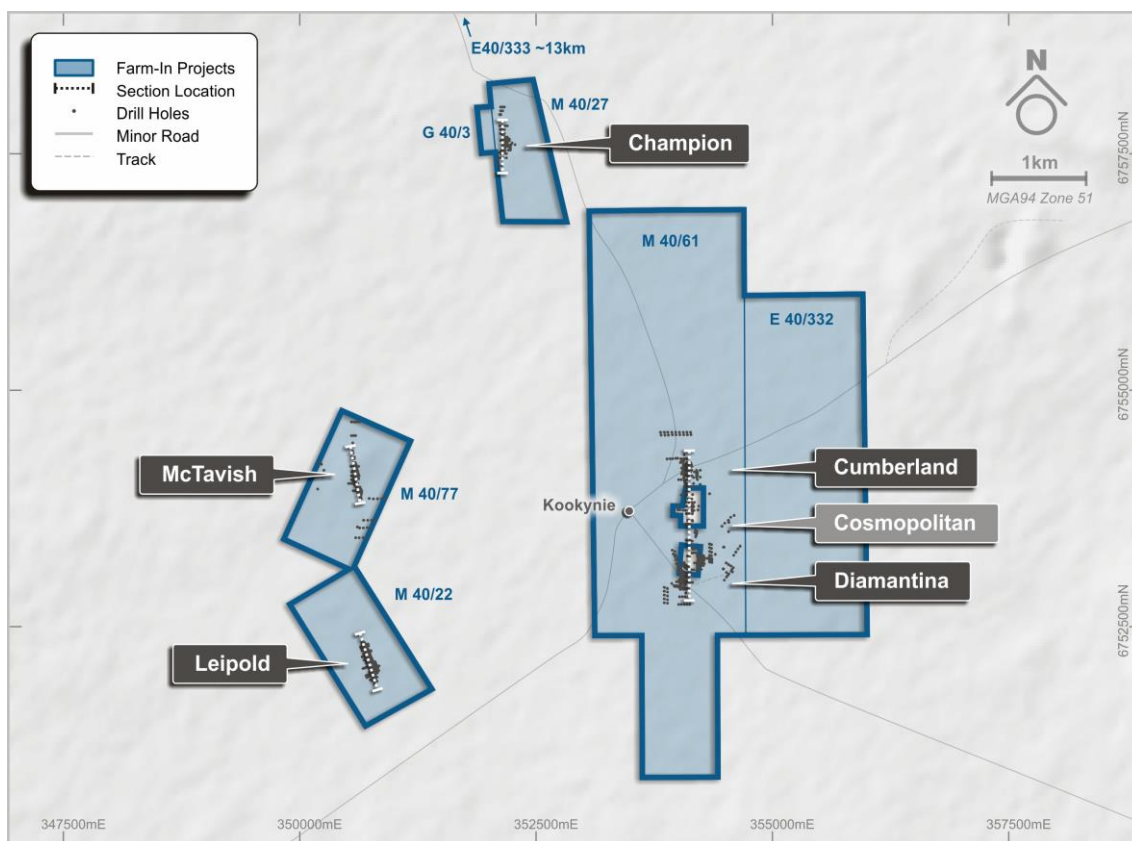 E40/333 ~13km
Farm-In Projects
Section Location
Drill Holes
Minor Road
Track
M 40/27
G 40/3
Champion
N
1km
MGA94 Zone 51
6757500mN
M 40/61
E 40/332
6755000mN
McTavish
M 40/77
Kookynie
Cumberland
Cosmopolitan
Diamantina
M 40/22
Leipold
6752500mN
347500mE
350000mE
352500mE
355000mE
357500mE